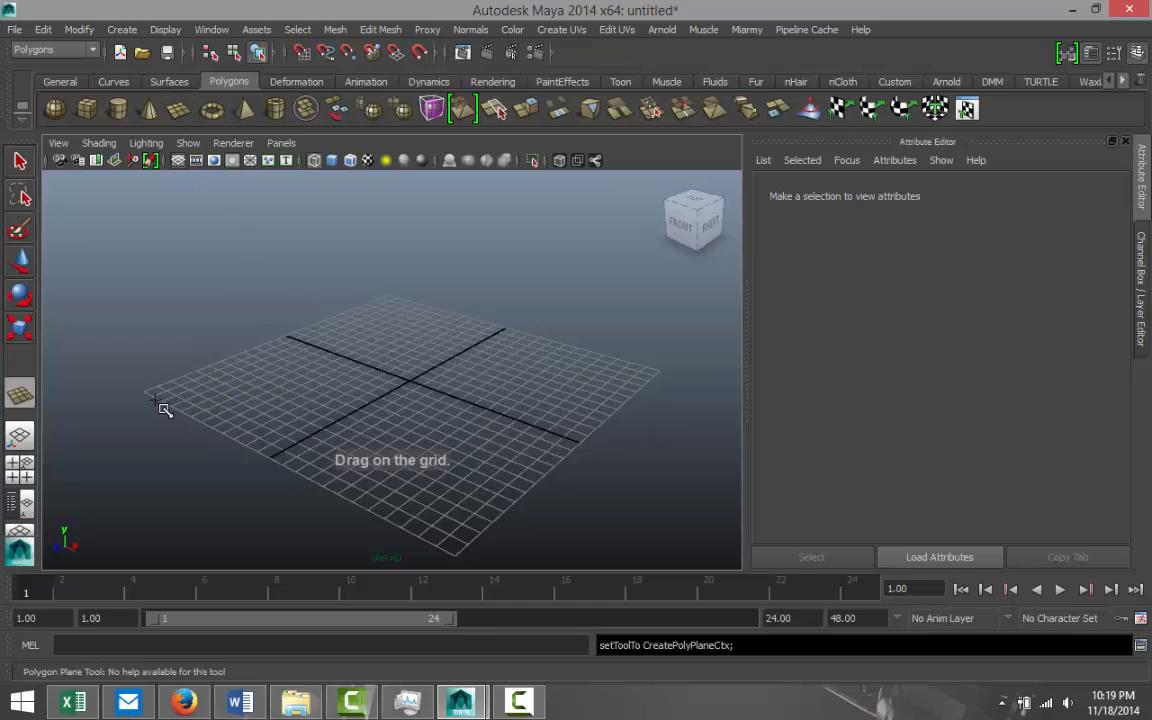 Autodesk Maya 2014 x64: untitled*
File Edit Modify Create Display Window Assets Select Mesh Edit Mesh Proxy Normals Color Create UVs Edit UVs Arnold Muscle Miarmy Pipeline Cache Help
Polygons
General Curves Surfaces Polygons Deformation Animation Dynamics Rendering PaintEffects Toon Muscle Fluids Fur nHair nCloth Custom Arnold DMM TURTLE Waxl
View Shading Lighting Show Renderer Panels
Attribute Editor
List Selected Focus Attributes Show Help
Make a selection to view attributes
TOP
FRONT RIGHT
Attribute Editor
Channel Box / Layer Editor
Drag on the grid.
y
persp
Select Load Attributes Copy Tab
2 4 6 8 10 12 14 16 18 20 22 24
1
1.00
1.00 1.00 1 24 24.00 48.00 No Anim Layer No Character Set
MEL setToolTo CreatePolyPlaneCtx;
Polygon Plane Tool: No help available for this tool
10:19 PM
11/18/2014